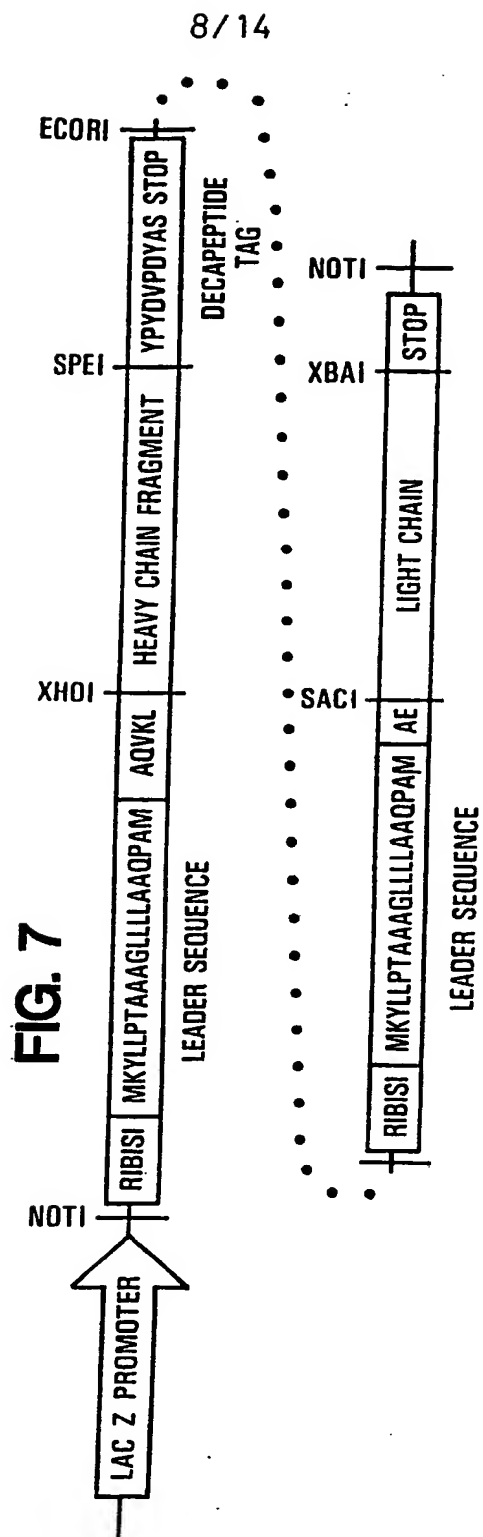 8/14
FIG. 7
LAC Z PROMOTER
NOTI
RIBISI
MKYLLPTAAAGLLLLAAQPAM
LEADER SEQUENCE
AQVKL
XHOI
HEAVY CHAIN FRAGMENT
SPEI
YPYDVPDYAS STOP
DECAPEPTIDE
TAG
ECORI
RIBISI
MKYLLPTAAAGLLLLAAQPAM
LEADER SEQUENCE
AE
SACI
LIGHT CHAIN
XBAI
STOP
NOTI